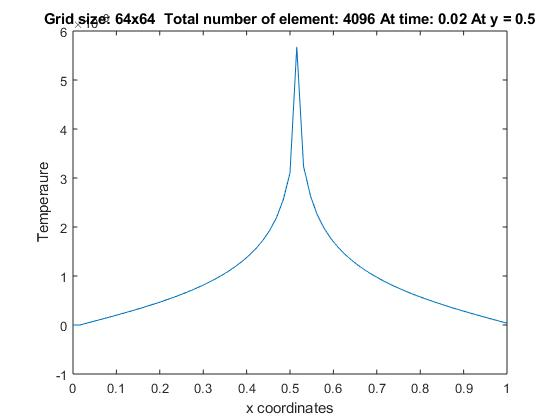 Grid size: 64x64 Total number of element: 4096 At time: 0.02 At y = 0.5
6
5
4
3
2
1
0
-1
Temperaure
0 0.1 0.2 0.3 0.4 0.5 0.6 0.7 0.8 0.9 1
x coordinates